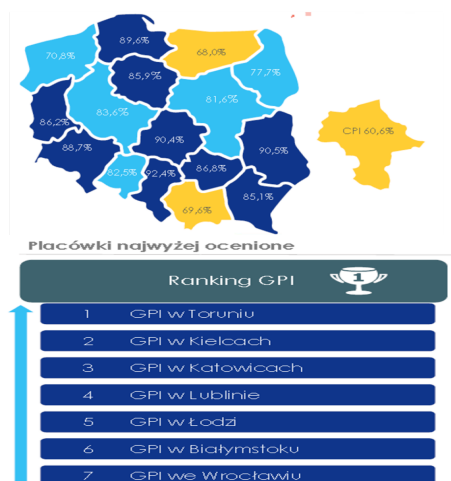 89,6%
70,8%
68,0%
77,7%
85,9%
81,6%
83,6%
86,2%
CPI 60,6%
90,4%
88,7%
90,5%
86,8%
82,5%
92,4%
85,1%
69,6%
Placówki najwyżej ocenione
Ranking GPI
1
1 GPI w Toruniu
2 GPI w Kielcach
3 GPI w Katowicach
4 GPI w Lublinie
5 GPI w Łodzi
6 GPI w Białymstoku
7 GPI we Wrocławiu